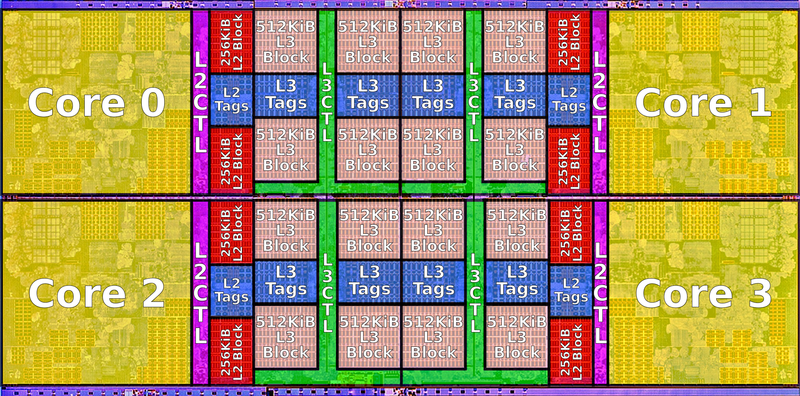 Core 0
L2CTL
256KiB
L2 Block
L2
Tags
256KiB
L2 Block
512KiB
L3
Block
L3
Tags
512KiB
L3
Block
L3CTL
512KiB
L3
Block
L3
Tags
512KiB
L3
Block
512KiB
L3
Block
L3
Tags
512KiB
L3
Block
L3CTL
512KiB
L3
Block
L3
Tags
512KiB
L3
Block
256KiB
L2 Block
L2
Tags
256KiB
L2 Block
L2CTL
Core 1
Core 2
L2CTL
256KiB
L2 Block
L2
Tags
256KiB
L2 Block
512KiB
L3
Block
L3
Tags
512KiB
L3
Block
L3CTL
512KiB
L3
Block
L3
Tags
512KiB
L3
Block
512KiB
L3
Block
L3
Tags
512KiB
L3
Block
L3CTL
512KiB
L3
Block
L3
Tags
512KiB
L3
Block
256KiB
L2 Block
L2
Tags
256KiB
L2 Block
L2CTL
Core 3